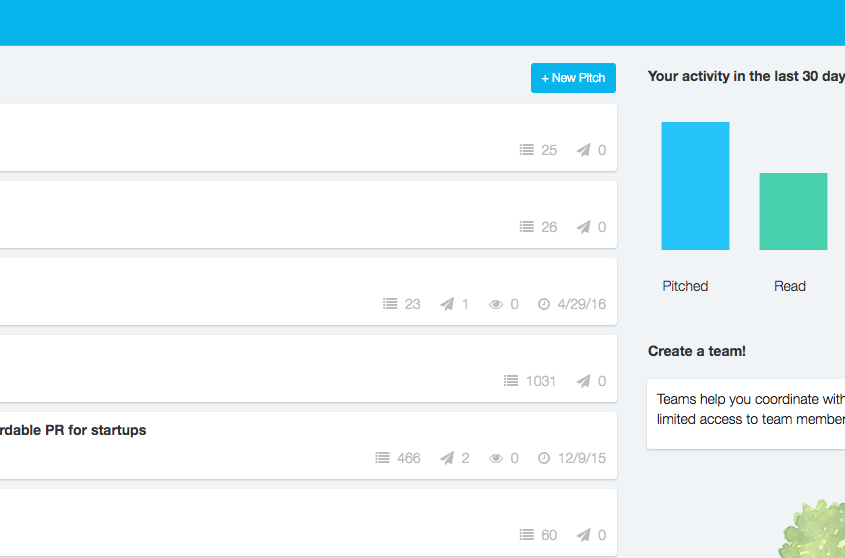 + New Pitch
25 0
26 0
23 1 0 4/29/16
1031 0
rdable PR for startups
466 2 0 12/9/15
60 0
Your activity in the last 30 day
Pitched Read
Create a team!
Teams help you coordinate with
limited access to team member